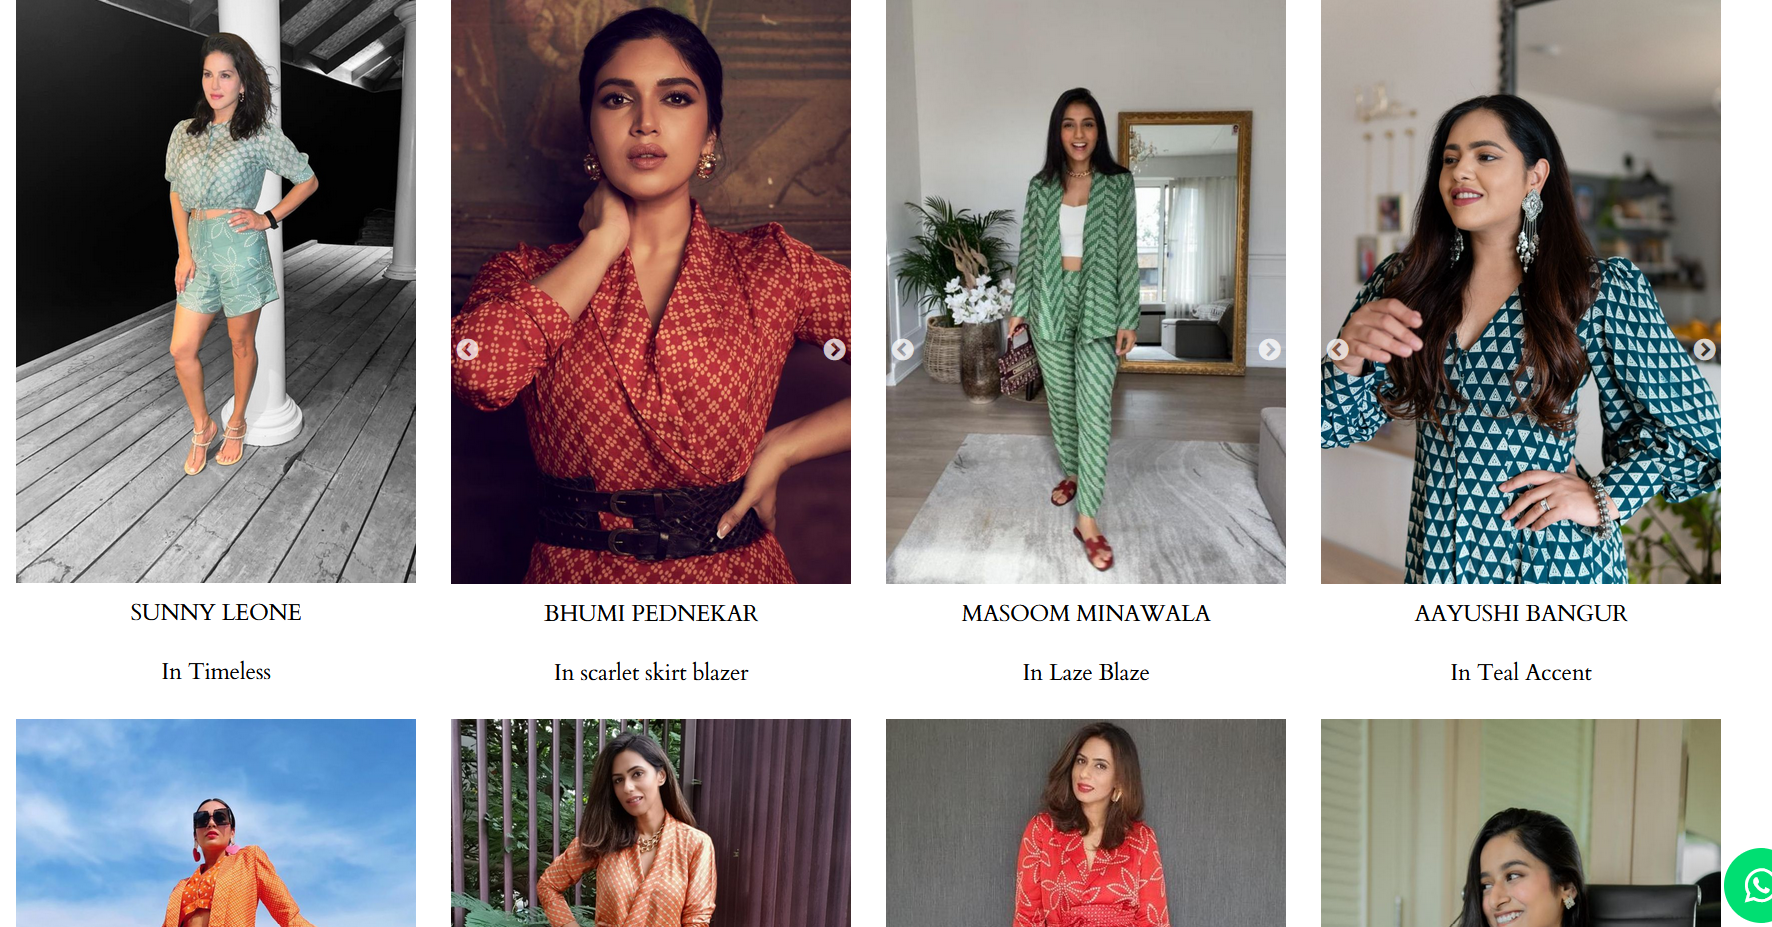 SUNNY LEONE
In Timeless
BHUMI PEDNEKAR
In scarlet skirt blazer
MASOOM MINAWALA
In Laze Blaze
AAYUSHI BANGUR
In Teal Accent